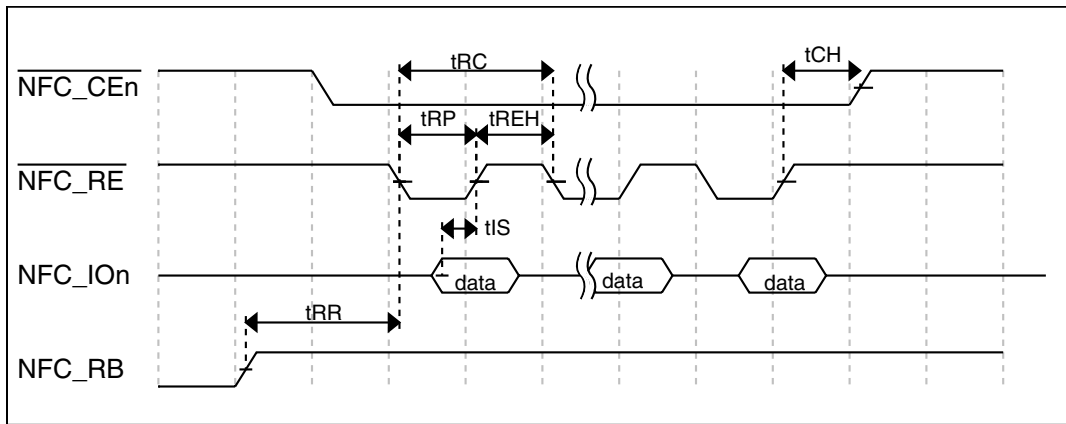 tRC
tCH
NFC_CEn
tRP
tREH
NFC_RE
tIS
NFC_IOn
data
data
data
tRR
NFC_RB